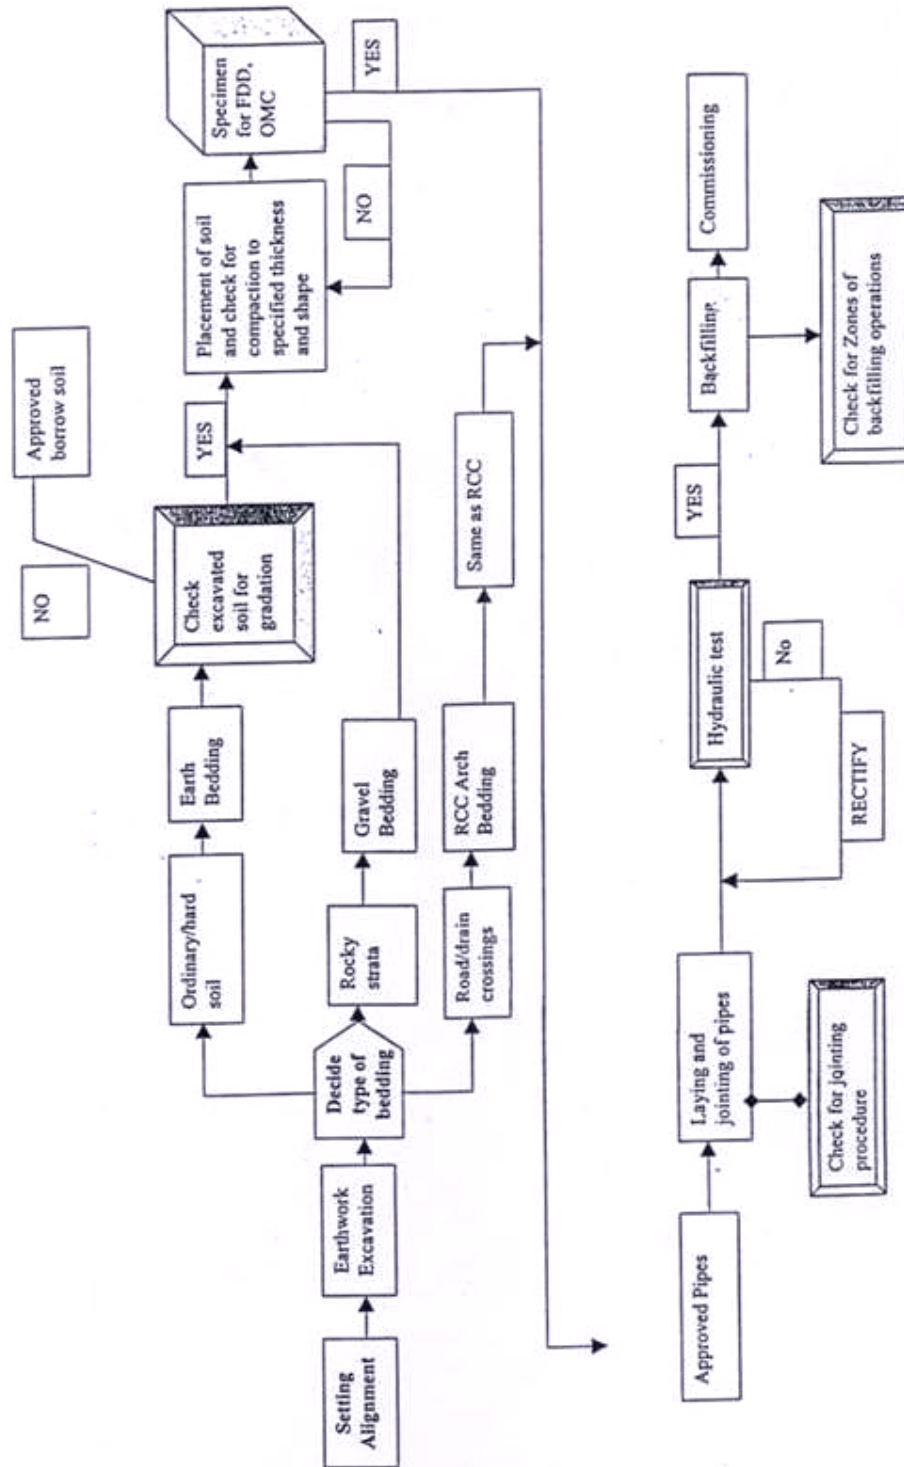 Setting
Alignment
Earthwork
Excavation
Decide
type of
bedding
Ordinary/hard
soil
Earth
Bedding
Check
excavated
soil for
gradation
NO
Approved
borrow soil
YES
Placement of soil
and check for
compaction to
specified thickness
and shape
Specimen
for FDD,
OMC
NO
YES
Rocky
strata
Gravel
Bedding
Road/drain
crossings
RCC Arch
Bedding
Same as RCC
Approved Pipes
Laying and
jointing of pipes
Check for jointing
procedure
Hydraulic test
No
RECTIFY
YES
Backfilling
Commissioning
Check for Zones of
backfilling operations